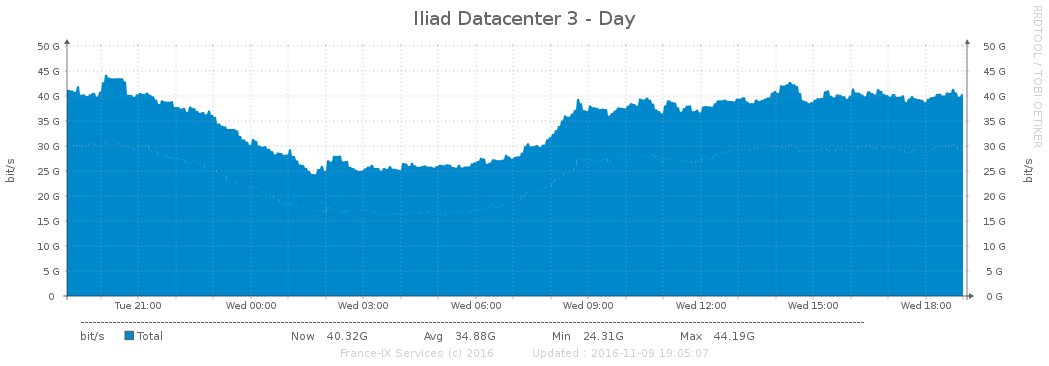 Iliad Datacenter 3 - Day
RRDTOOL / TOBI OETIKER
bit/s
50 G 50 G
45 G 45 G
40 G 40 G
35 G 35 G
30 G 30 G
25 G 25 G
20 G 20 G
15 G 15 G
10 G 10 G
5 G 5 G
0 0 G
bit/s
Tue 21:00 Wed 00:00 Wed 03:00 Wed 06:00 Wed 09:00 Wed 12:00 Wed 15:00 Wed 18:00
bit/s Total Now 40.32G Avg 34.88G Min 24.31G Max 44.19G
France-IX Services (c) 2016 Updated : 2016-11-09 19:05:07